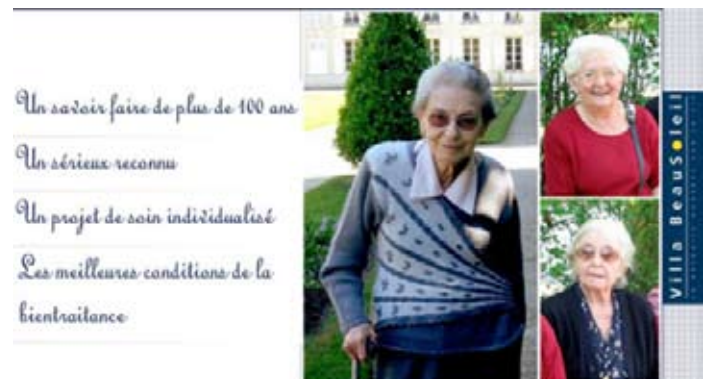 Un savoir faire de plus de 100 ans
Un sérieux reconnu
Un projet de soin individualisé
Les meilleures conditions de la
bientraitance
Villa BeauSoleil